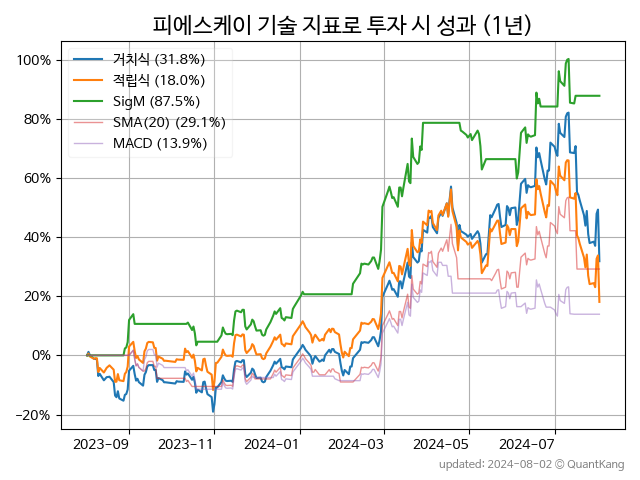 피에스케이 기술 지표로 투자 시 성과 (1년)
100%
80%
60%
40%
20%
0%
−20%
거치식 (31.8%)
적립식 (18.0%)
SigM (87.5%)
SMA(20) (29.1%)
MACD (13.9%)
2023-09
2023-11
2024-01
2024-03
2024-05
2024-07
updated: 2024-08-02 © QuantKang